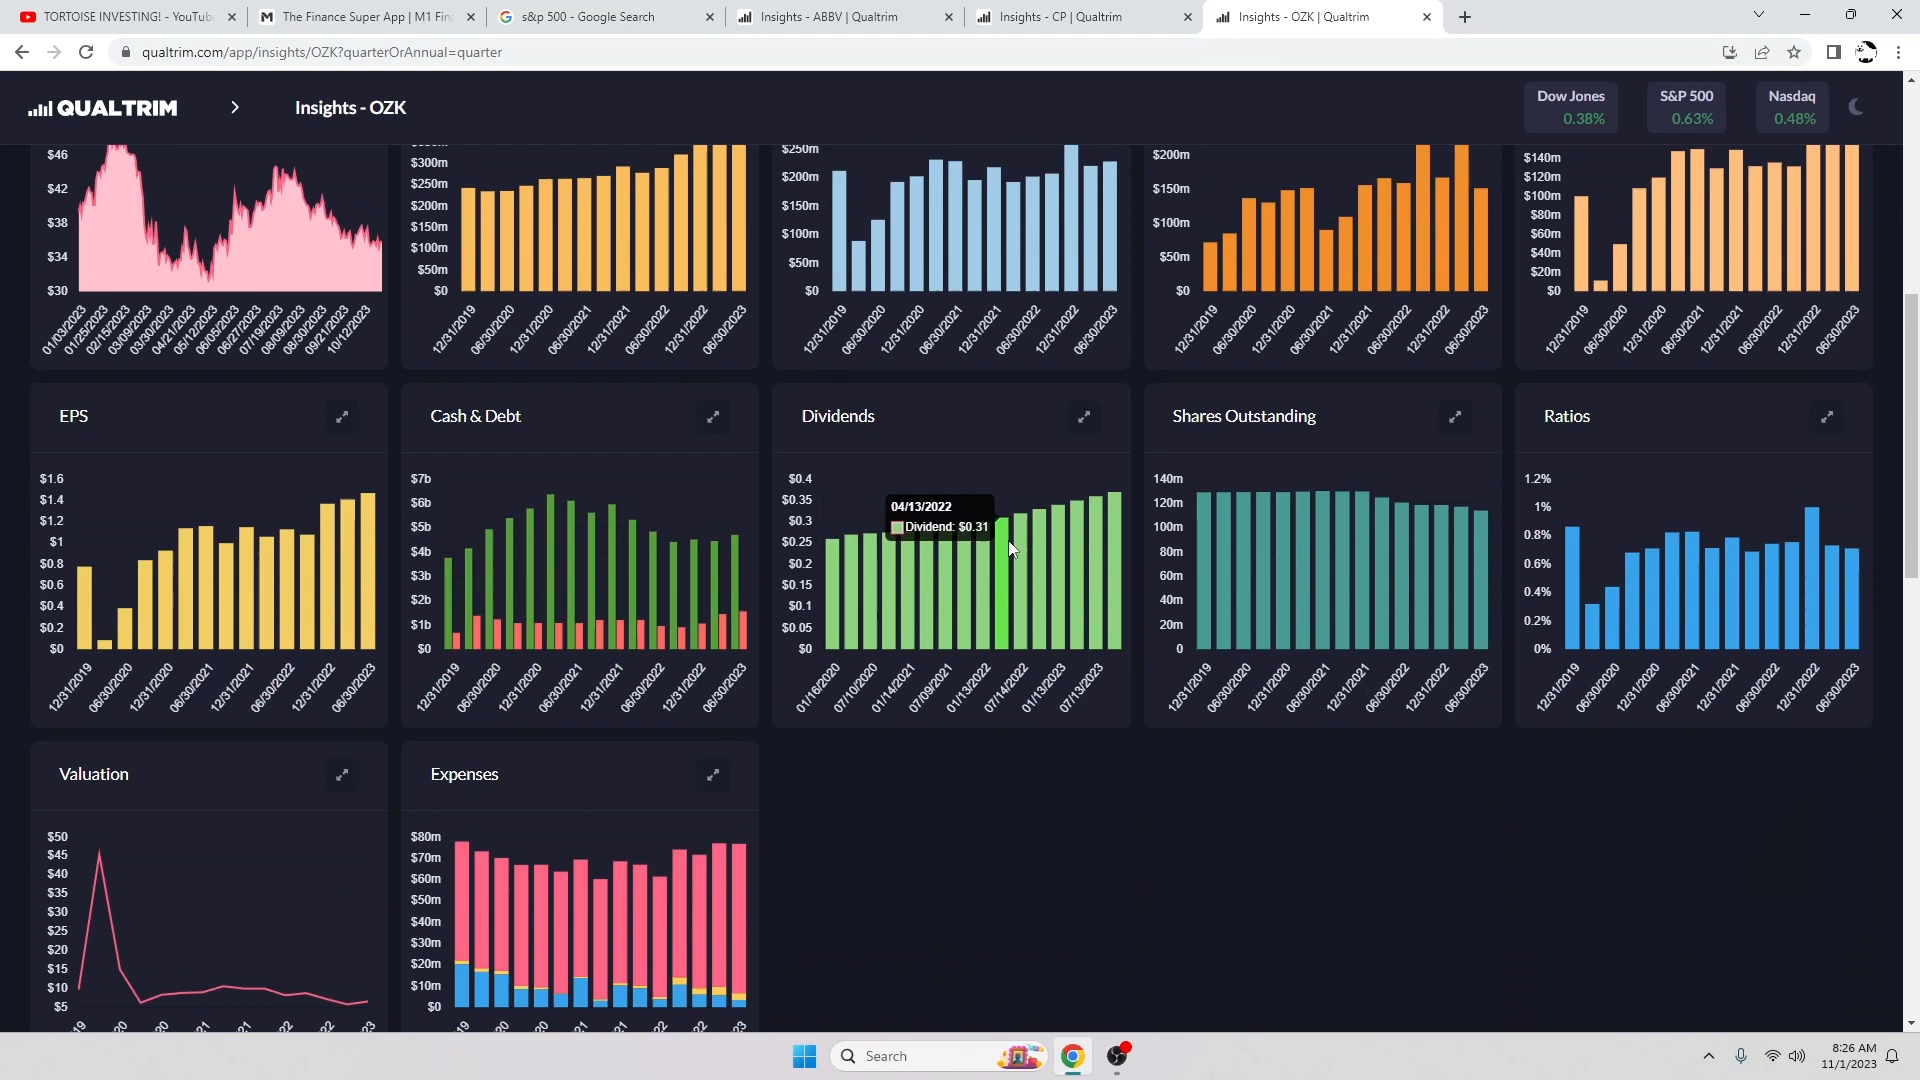 TORTOISE INVESTING! - YouTub
The Finance Super App | M1 Fin
s&p 500 - Google Search
Insights - ABBV | Qualtrim
Insights - CP | Qualtrim
Insights - OZK | Qualtrim
qualtrim.com/app/insights/OZK?quarterOrAnnual=quarter
QUALTRIM
Insights - OZK
Dow Jones
0.38%
S&P 500
0.63%
Nasdaq
0.48%
$46
$42
$38
$34
$30
01/03/2023
01/25/2023
02/15/2023
03/09/2023
03/30/2023
04/21/2023
05/12/2023
06/05/2023
06/27/2023
07/19/2023
08/09/2023
08/30/2023
09/21/2023
10/12/2023
$300m
$250m
$200m
$150m
$100m
$50m
$0
12/31/2019
06/30/2020
12/31/2020
06/30/2021
12/31/2021
06/30/2022
12/31/2022
06/30/2023
$250m
$200m
$150m
$100m
$50m
$0
12/31/2019
06/30/2020
12/31/2020
06/30/2021
12/31/2021
06/30/2022
12/31/2022
06/30/2023
$200m
$150m
$100m
$50m
$0
12/31/2019
06/30/2020
12/31/2020
06/30/2021
12/31/2021
06/30/2022
12/31/2022
06/30/2023
$140m
$120m
$100m
$80m
$60m
$40m
$20m
$0
12/31/2019
06/30/2020
12/31/2020
06/30/2021
12/31/2021
06/30/2022
12/31/2022
06/30/2023
EPS
$1.6
$1.4
$1.2
$1
$0.8
$0.6
$0.4
$0.2
$0
12/31/2019
06/30/2020
12/31/2020
06/30/2021
12/31/2021
06/30/2022
12/31/2022
06/30/2023
Cash & Debt
$7b
$6b
$5b
$4b
$3b
$2b
$1b
$0
12/31/2019
06/30/2020
12/31/2020
06/30/2021
12/31/2021
06/30/2022
12/31/2022
06/30/2023
Dividends
$0.4
$0.35
$0.3
$0.25
$0.2
$0.15
$0.1
$0.05
$0
04/13/2022
Dividend: $0.31
01/16/2020
07/10/2020
01/14/2021
07/09/2021
01/13/2022
07/14/2022
01/13/2023
07/13/2023
Shares Outstanding
140m
120m
100m
80m
60m
40m
20m
0
12/31/2019
06/30/2020
12/31/2020
06/30/2021
12/31/2021
06/30/2022
12/31/2022
06/30/2023
Ratios
1.2%
1%
0.8%
0.6%
0.4%
0.2%
0%
12/31/2019
06/30/2020
12/31/2020
06/30/2021
12/31/2021
06/30/2022
12/31/2022
06/30/2023
Valuation
$50
$45
$40
$35
$30
$25
$20
$15
$10
$5
19
20
20
21
21
22
22
23
Expenses
$80m
$70m
$60m
$50m
$40m
$30m
$20m
$10m
$0
19
20
20
21
21
22
22
23
Search
8:26 AM
11/1/2023